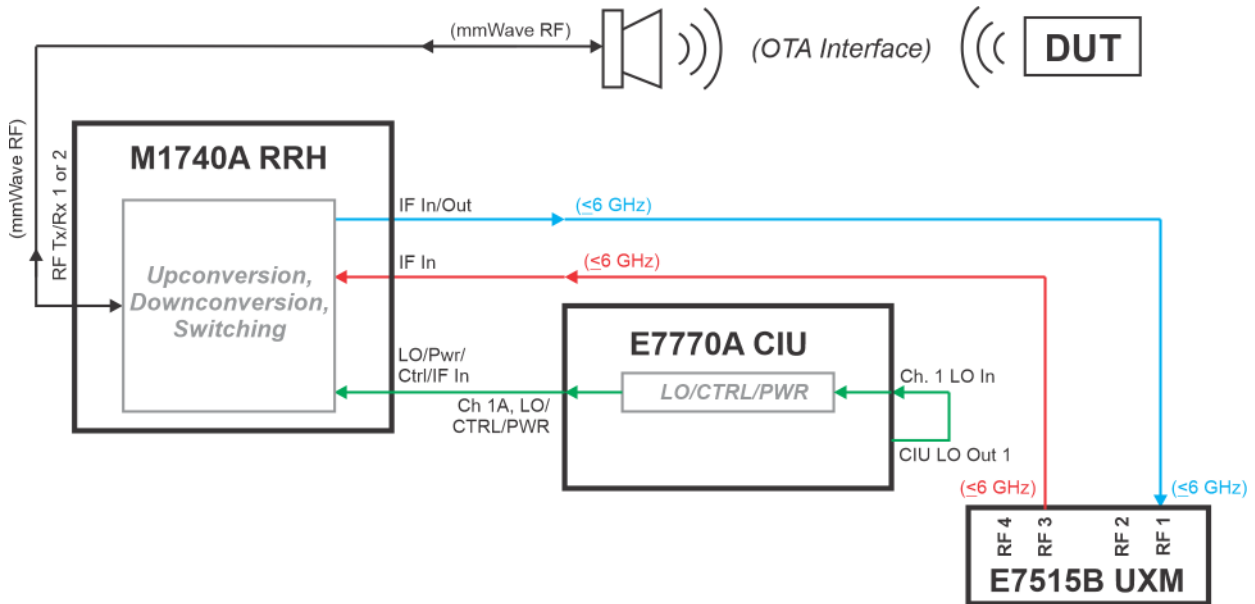 (mmWave RF)
(OTA Interface)
DUT
(mmWave RF)
RF Tx/Rx 1 or 2
M1740A RRH
Upconversion,
Downconversion,
Switching
IF In/Out
(≤6 GHz)
IF In
(≤6 GHz)
LO/Pwr/
Ctrl/IF In
Ch 1A, LO/
CTRL/PWR
E7770A CIU
LO/CTRL/PWR
Ch. 1 LO In
CIU LO Out 1
(≤6 GHz)
(≤6 GHz)
RF 4
RF 3
RF 2
RF 1
E7515B UXM